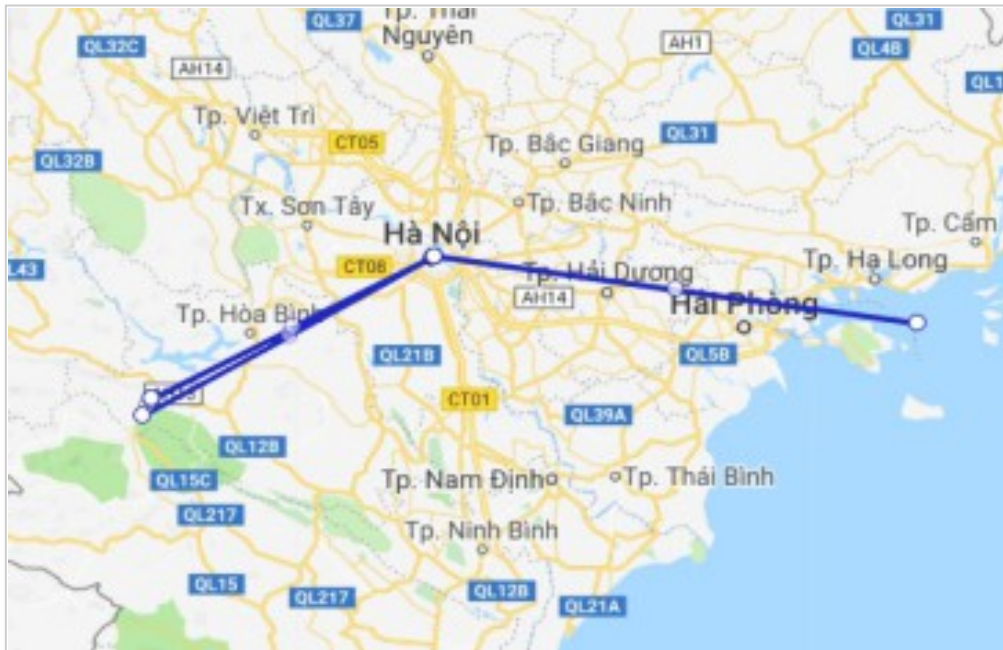 QL37
Tp. Thái
Nguyên
QL31
QL32C
AH1
QL4B
AH14
Tp. Việt Trì
CT05
QL31
Tp. Bắc Giang
QL32B
Tx. Sơn Tây
Tp. Bắc Ninh
Hà Nội
Tp. Cẩm
CT08
Tp. Hải Dương
Tp. Hạ Long
AH14
Hải Phòng
Tp. Hòa Bình
QL21B
QL5B
CT01
QL39A
QL12B
QL15C
Tp. Nam Định
Tp. Thái Bình
QL217
Tp. Ninh Bình
QL15
QL217
QL12B
QL21A